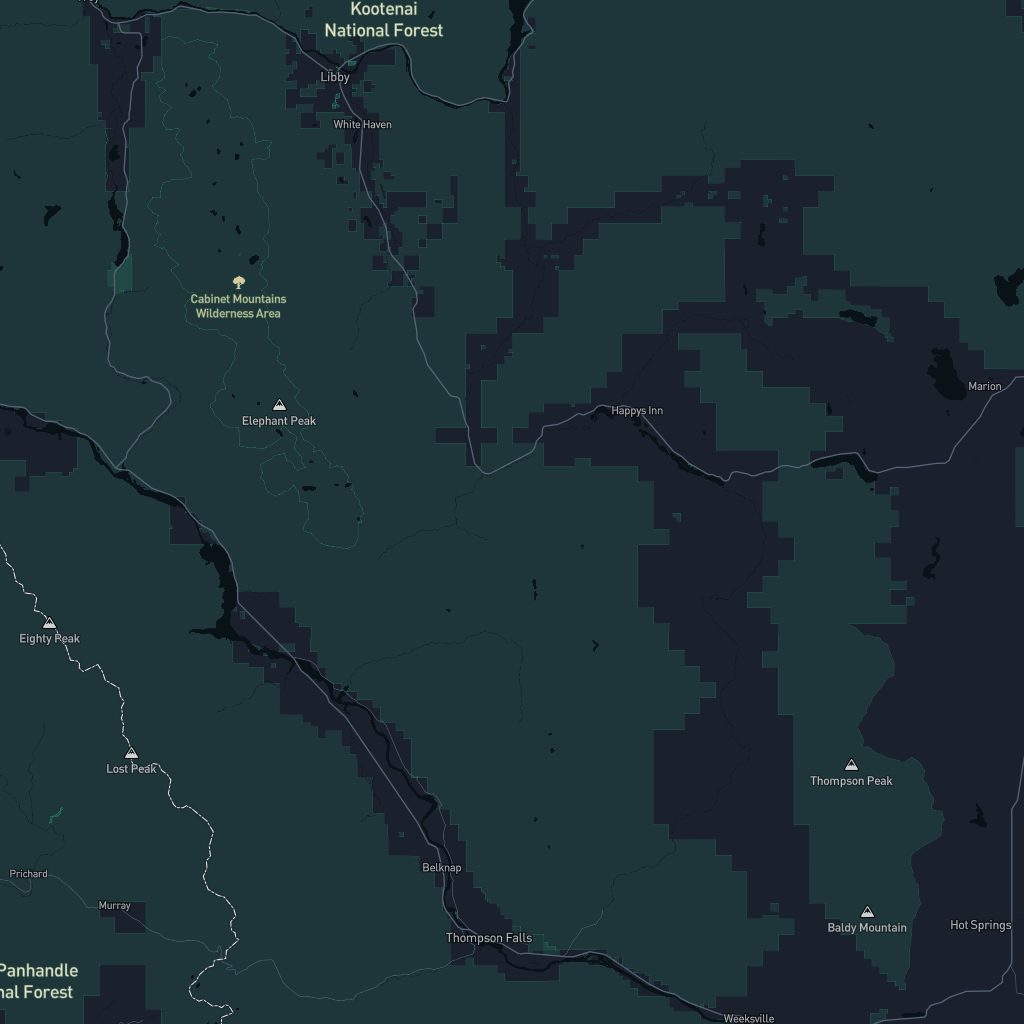 Kootenai
National Forest
Libby
White Haven
Cabinet Mountains
Wilderness Area
Marion
Elephant Peak
Happys Inn
Eighty Peak
Lost Peak
Thompson Peak
Belknap
Prichard
Murray
Baldy Mountain
Hot Springs
Thompson Falls
Panhandle
nal Forest
Weeksville